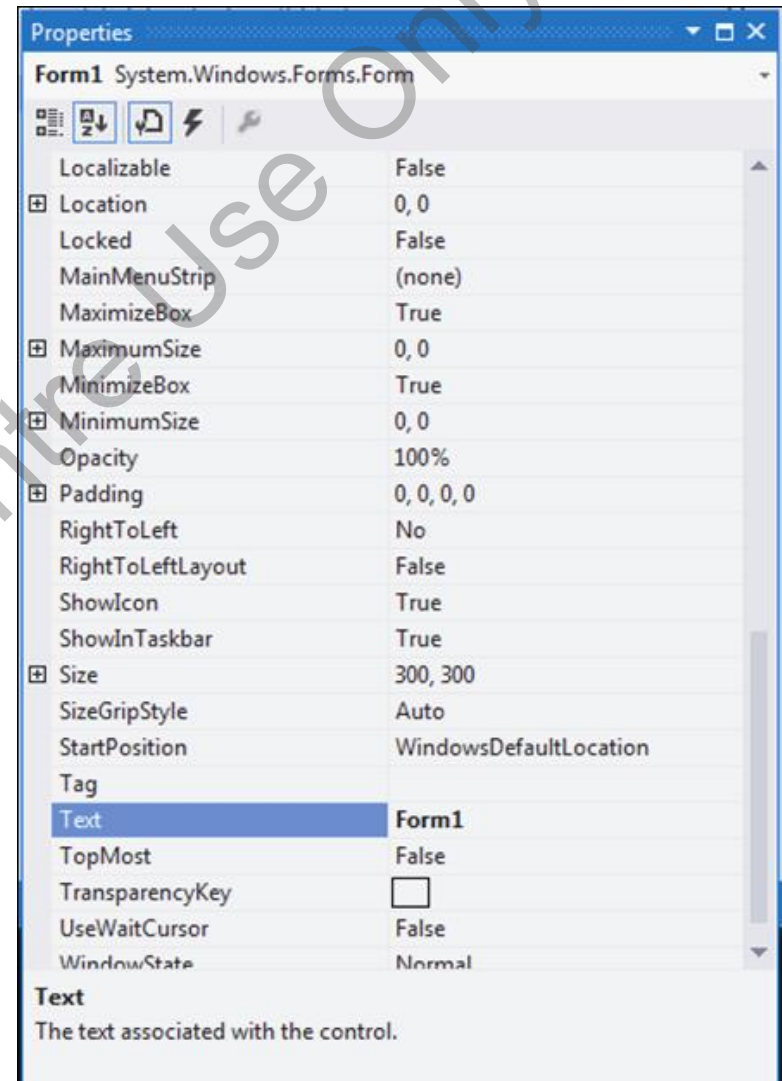 Properties
Form1 System.Windows.Forms.Form
Localizable False
Location 0, 0
Locked False
MainMenuStrip (none)
MaximizeBox True
MaximumSize 0, 0
MinimizeBox True
MinimumSize 0, 0
Opacity 100%
Padding 0, 0, 0, 0
RightToLeft No
RightToLeftLayout False
ShowIcon True
ShowInTaskbar True
Size 300, 300
SizeGripStyle Auto
StartPosition WindowsDefaultLocation
Tag
Text Form1
TopMost False
TransparencyKey
UseWaitCursor False
WindowState Normal
Text
The text associated with the control.
Use Only